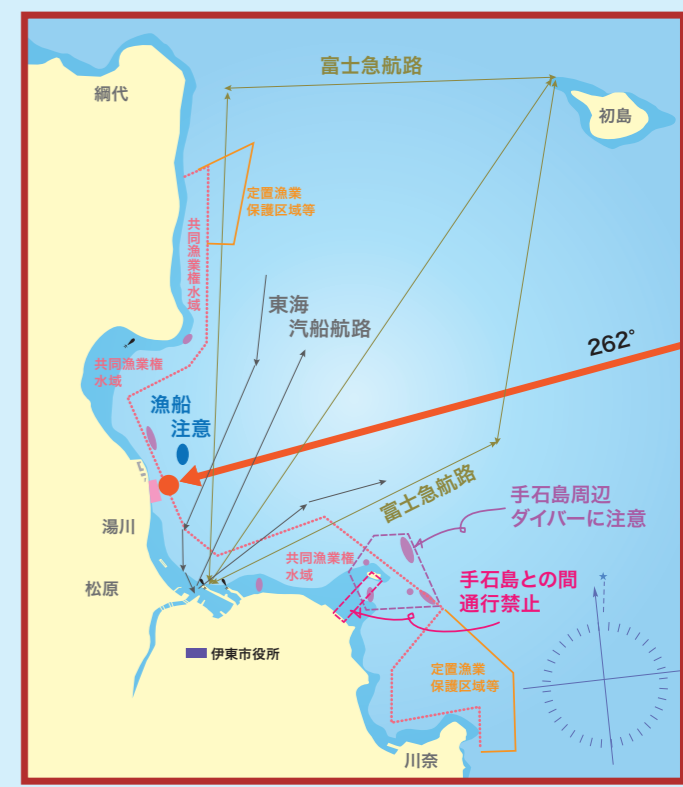 富士急航路
網代
初島
定置漁業
保護区域等
共同漁業権水域
東海
汽船航路
262°
共同漁業権
水域
漁船
注意
富士急航路
手石島周辺
ダイバーに注意
湯川
共同漁業権
水域
手石島との間
通行禁止
松原
伊東市役所
定置漁業
保護区域等
川奈